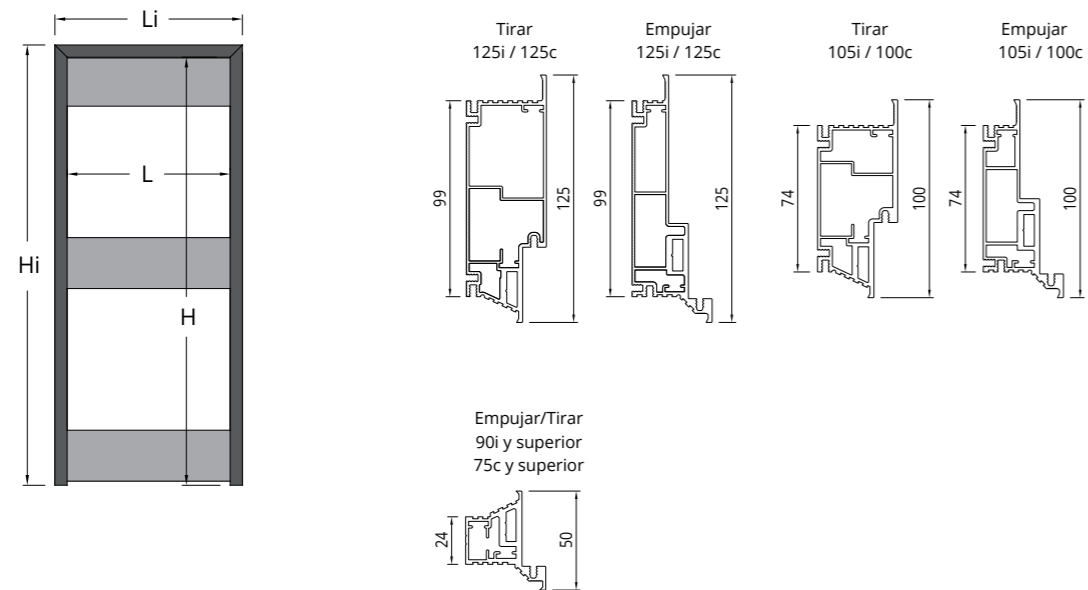 Li
Hi
L
H
Tirar
125i / 125c
99
125
Empujar
125i / 125c
99
125
Tirar
105i / 100c
74
100
Empujar
105i / 100c
74
100
Empujar/Tirar
90i y superior
75c y superior
24
50